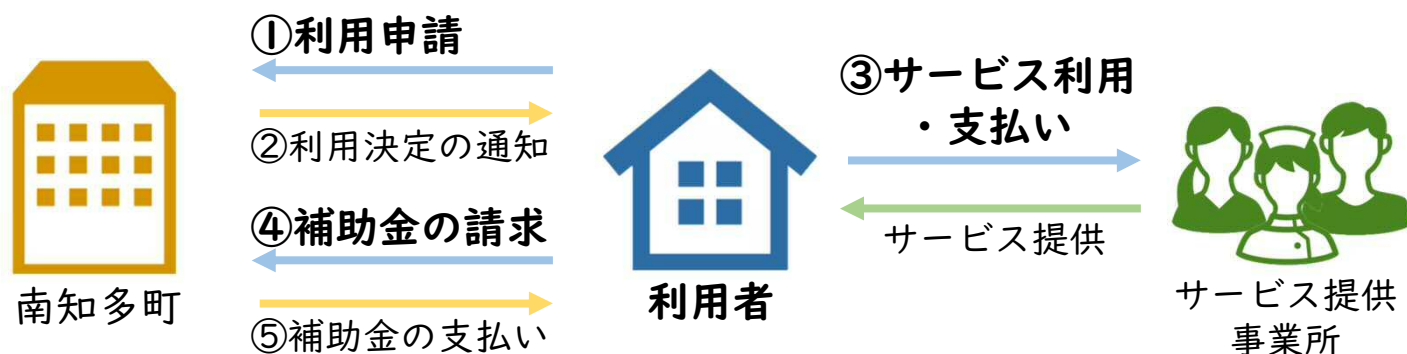 ①利用申請
②利用決定の通知
④補助金の請求
⑤補助金の支払い
南知多町
利用者
③サービス利用
・支払い
サービス提供
サービス提供
事業所